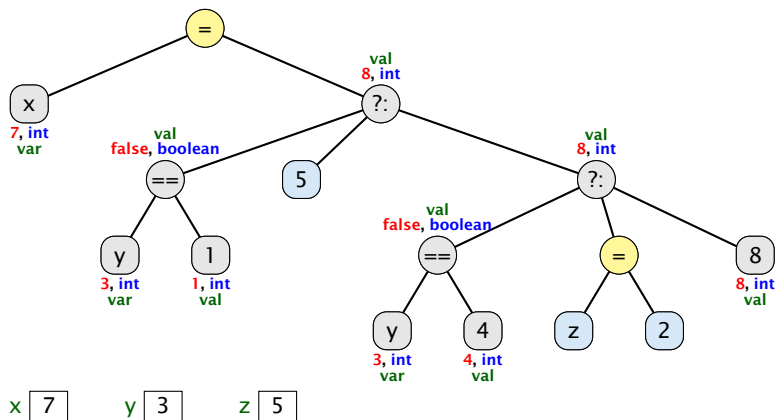 =
val
8, int
x
?:
7, int
var
val
false, boolean
val
8, int
==
5
?:
val
false, boolean
y
1
==
=
8
3, int
var
1, int
val
8, int
val
y
4
z
2
3, int
var
4, int
val
x 7 y 3 z 5